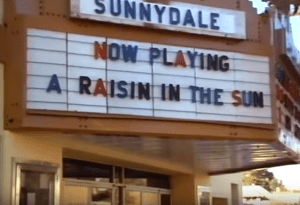 SUNNYDALE
NOW PLAYING
A RAISIN IN THE SUN